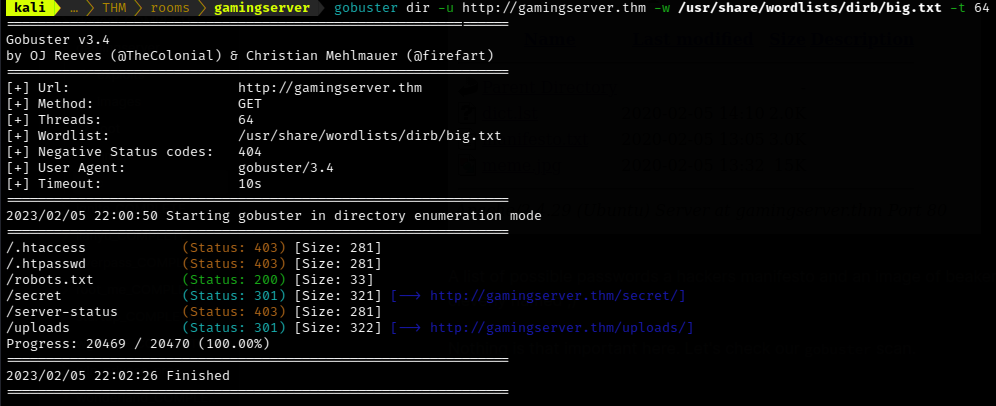 kali … THM rooms gamingserver gobuster dir -u http://gamingserver.thm -w /usr/share/wordlists/dirb/big.txt -t 64
===============================================================
Gobuster v3.4
by OJ Reeves (@TheColonial) & Christian Mehlmauer (@firefart)
===============================================================
[+] Url: http://gamingserver.thm
[+] Method: GET
[+] Threads: 64
[+] Wordlist: /usr/share/wordlists/dirb/big.txt
[+] Negative Status codes: 404
[+] User Agent: gobuster/3.4
[+] Timeout: 10s
===============================================================
2023/02/05 22:00:50 Starting gobuster in directory enumeration mode
===============================================================
/.htaccess (Status: 403) [Size: 281]
/.htpasswd (Status: 403) [Size: 281]
/robots.txt (Status: 200) [Size: 33]
/secret (Status: 301) [Size: 321] [--> http://gamingserver.thm/secret/]
/server-status (Status: 403) [Size: 281]
/uploads (Status: 301) [Size: 322] [--> http://gamingserver.thm/uploads/]
Progress: 20469 / 20470 (100.00%)
===============================================================
2023/02/05 22:02:26 Finished
===============================================================